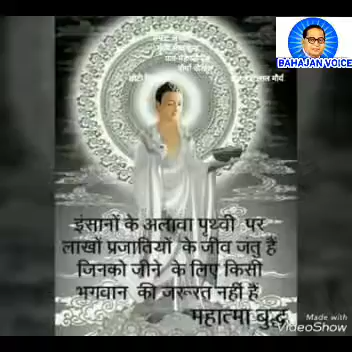 BAHAJAN VOICE
इंसानों के अलावा पृथ्वी पर
लाखों प्रजातियों के जीव जंतु हैं
जिनको जीने के लिए किसी
भगवान की जरूरत नहीं हैं
महात्मा बुद्ध
Made with
VideoShow